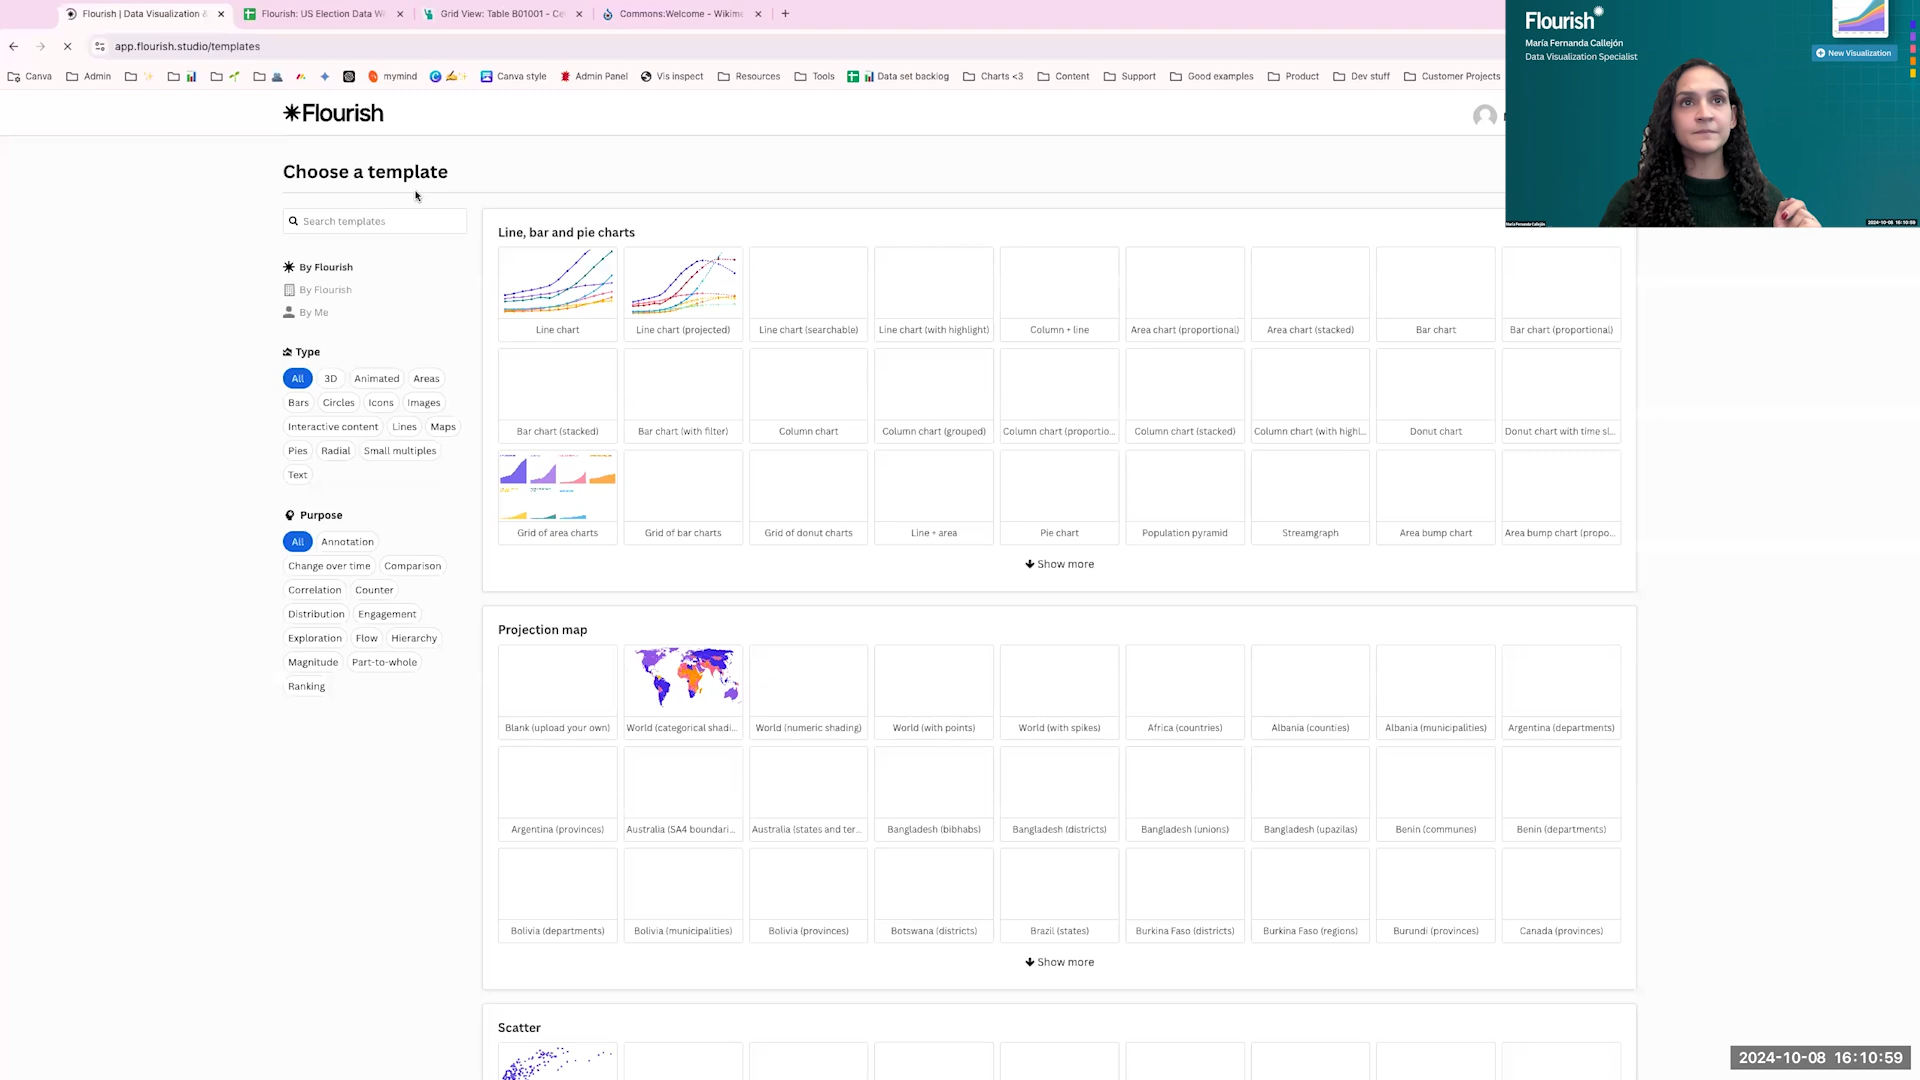 Flourish | Data Visualization &
Flourish: US Election Data W
Grid View: Table B01001 - Ce
Commons:Welcome - Wikime
app.flourish.studio/templates
Canva
Admin
mymind
Canva style
Admin Panel
Vis inspect
Resources
Tools
Data set backlog
Charts <3
Content
Support
Good examples
Product
Dev stuff
Customer Projects
Flourish
María Fernanda Callejón
Data Visualization Specialist
New Visualization
María Fernanda Callejón
2024-10-08 16:10:59
Flourish
Choose a template
Search templates
By Flourish
By Flourish
By Me
Type
All 3D Animated Areas
Bars Circles Icons Images
Interactive content Lines Maps
Pies Radial Small multiples
Text
Purpose
All Annotation
Change over time Comparison
Correlation Counter
Distribution Engagement
Exploration Flow Hierarchy
Magnitude Part-to-whole
Ranking
Line, bar and pie charts
Line chart
Line chart (projected)
Line chart (searchable)
Line chart (with highlight)
Column + line
Area chart (proportional)
Area chart (stacked)
Bar chart
Bar chart (proportional)
Bar chart (stacked)
Bar chart (with filter)
Column chart
Column chart (grouped)
Column chart (proportio...
Column chart (stacked)
Column chart (with highl...
Donut chart
Donut chart with time sl...
Grid of area charts
Grid of bar charts
Grid of donut charts
Line + area
Pie chart
Population pyramid
Streamgraph
Area bump chart
Area bump chart (propo...
Show more
Projection map
Blank (upload your own)
World (categorical shadi...
World (numeric shading)
World (with points)
World (with spikes)
Africa (countries)
Albania (counties)
Albania (municipalities)
Argentina (departments)
Argentina (provinces)
Australia (SA4 boundari...
Australia (states and ter...
Bangladesh (bibhabs)
Bangladesh (districts)
Bangladesh (unions)
Bangladesh (upazilas)
Benin (communes)
Benin (departments)
Bolivia (departments)
Bolivia (municipalities)
Bolivia (provinces)
Botswana (districts)
Brazil (states)
Burkina Faso (districts)
Burkina Faso (regions)
Burundi (provinces)
Canada (provinces)
Show more
Scatter
2024-10-08 16:10:59